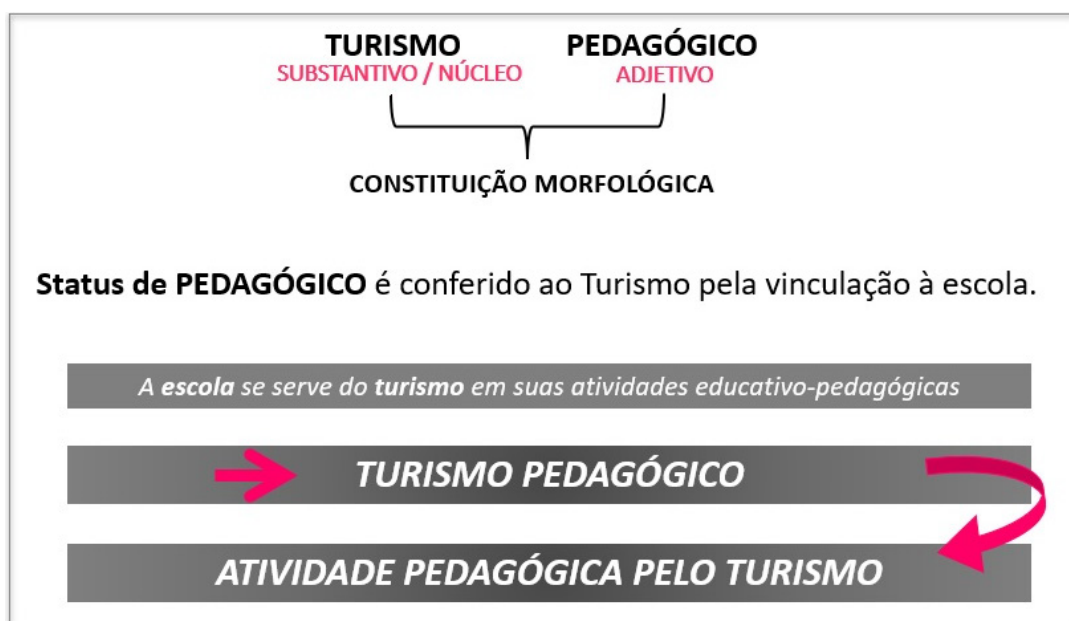 TURISMO PEDAGÓGICO
SUBSTANTIVO / NÚCLEO ADJETIVO
CONSTITUIÇÃO MORFOLÓGICA
Status de PEDAGÓGICO é conferido ao Turismo pela vinculação à escola.
A escola se serve do turismo em suas atividades educativo-pedagógicas
TURISMO PEDAGÓGICO
ATIVIDADE PEDAGÓGICA PELO TURISMO